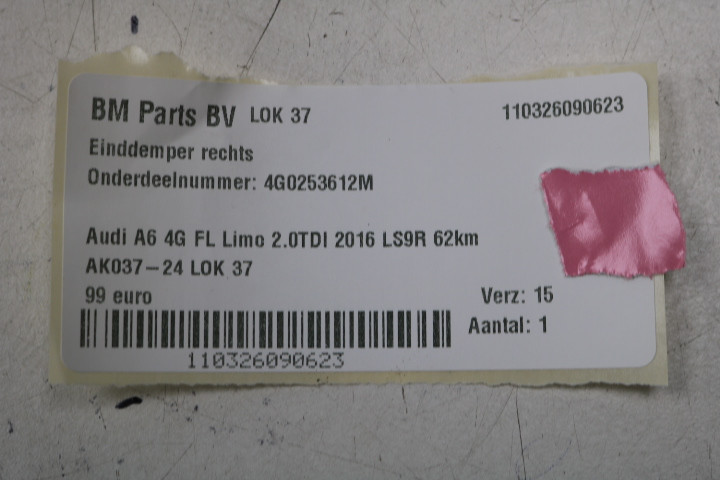 BM Parts BV LOK 37 110326090623
Einddemper rechts
Onderdeelnummer: 4G0253612M
Audi A6 4G FL Limo 2.0TDI 2016 LS9R 62km
AK037-24 LOK 37
99 euro Verz: 15
Aantal: 1
110326090623